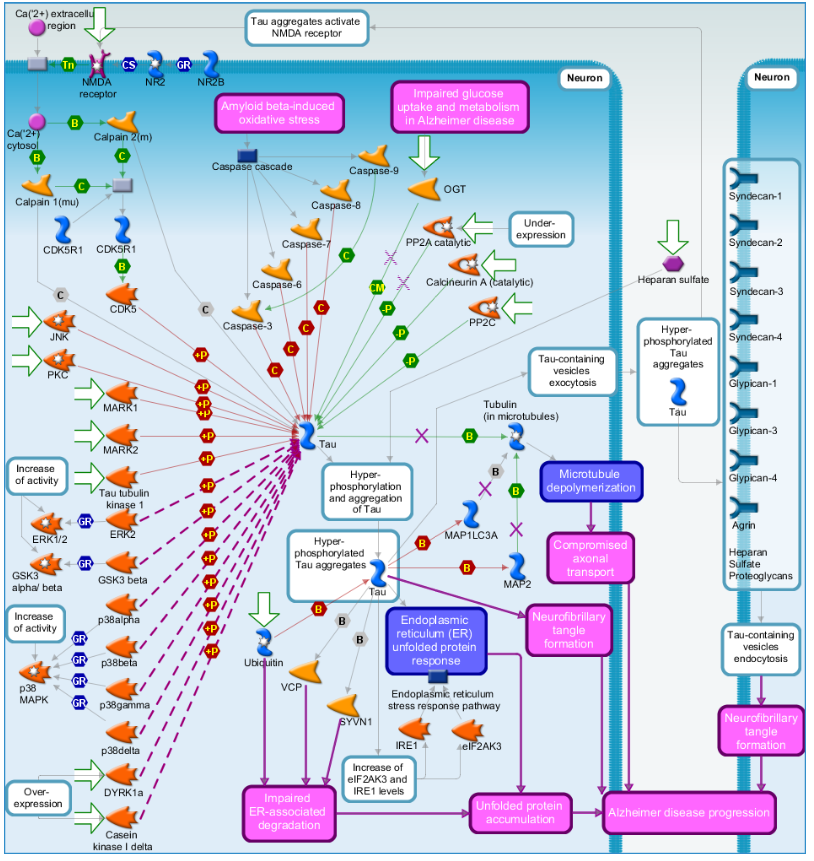 Ca('2+) extracellu
region
Tau aggregates activate
NMDA receptor
Tn
CS
GR
NMDA
receptor
NR2
NR2B
Neuron
Neuron
Ca('2+)
cytosol
B
Calpain 2(m)
Amyloid beta-induced
oxidative stress
Impaired glucose
uptake and metabolism
in Alzheimer disease
B
C
C
Calpain 1(mu)
CDK5R1
CDK5R1
B
CDK5
Caspase cascade
Caspase-9
Caspase-8
Caspase-7
Caspase-6
Caspase-3
OGT
PP2A catalytic
Under-
expression
Calcineurin A (catalytic)
PP2C
C
CM
-P
-P
-P
C
C
C
C
C
C
Syndecan-1
Syndecan-2
Syndecan-3
Syndecan-4
Glypican-1
Glypican-3
Glypican-4
Agrin
Heparan
Sulfate
Proteoglycans
Heparan sulfate
Hyper-
phosphorylated
Tau
aggregates
Tau
Tau-containing
vesicles
exocytosis
JNK
PKC
MARK1
MARK2
Tau tubulin
kinase 1
+P
+P
+P
+P
+P
+P
+P
+P
+P
+P
+P
+P
+P
+P
Tau
B
Tubulin
(in microtubules)
Increase
of activity
ERK1/2
GR
ERK2
GSK3
alpha/ beta
GR
GSK3 beta
Hyper-
phosphorylation
and aggregation
of Tau
B
B
Microtubule
depolymerization
MAP1LC3A
B
B
MAP2
Compromised
axonal
transport
Hyper-
phosphorylated
Tau aggregates
Tau
p38alpha
Increase
of activity
GR
GR
GR
p38beta
p38
MAPK
p38gamma
p38delta
B
B
B
Ubiquitin
VCP
SYVN1
Endoplasmic
reticulum (ER)
unfolded protein
response
Neurofibrillary
tangle
formation
Endoplasmic reticulum
stress response pathway
IRE1
eIF2AK3
Increase of
eIF2AK3 and
IRE1 levels
Tau-containing
vesicles
endocytosis
Neurofibrillary
tangle
formation
Over-
expression
DYRK1a
Casein
kinase I delta
Impaired
ER-associated
degradation
Unfolded protein
accumulation
Alzheimer disease progression